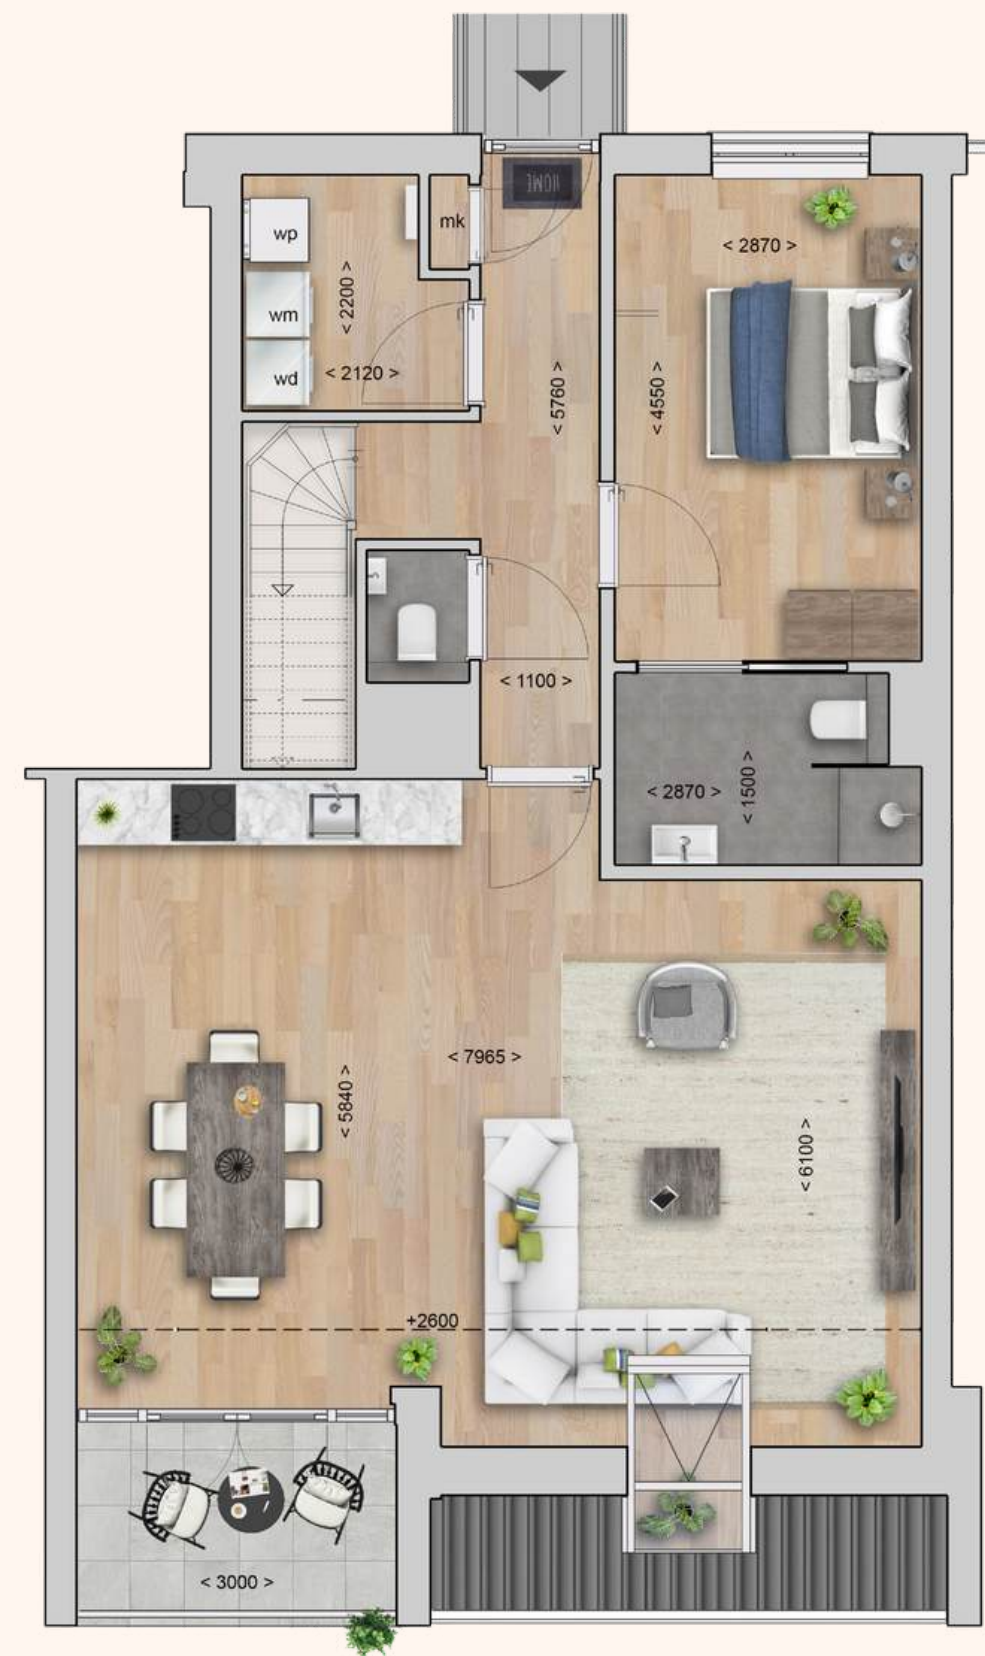 HOME
mk
wp
< 2870 >
< 2200 >
wm
wd
< 2120 >
< 5760 >
< 4550 >
< 1100 >
< 2870 >
< 1500 >
< 7965 >
< 5840 >
< 6100 >
+2600
< 3000 >